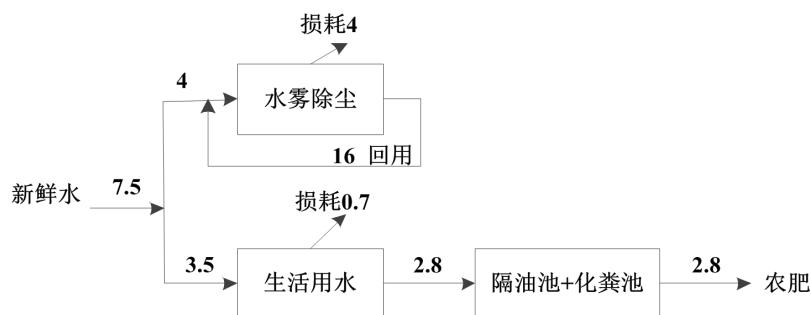 损耗4
4
水雾除尘
16 回用
新鲜水
7.5
损耗0.7
3.5
生活用水
2.8
隔油池+化粪池
2.8
农肥